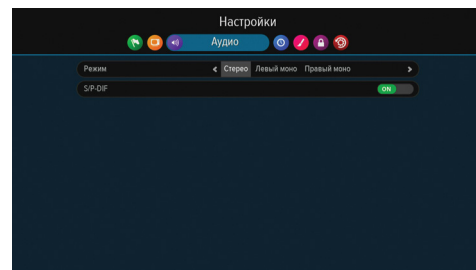 Настройки
Аудио
Режим Стерео Левый моно Правый моно
S/P-DIF ON